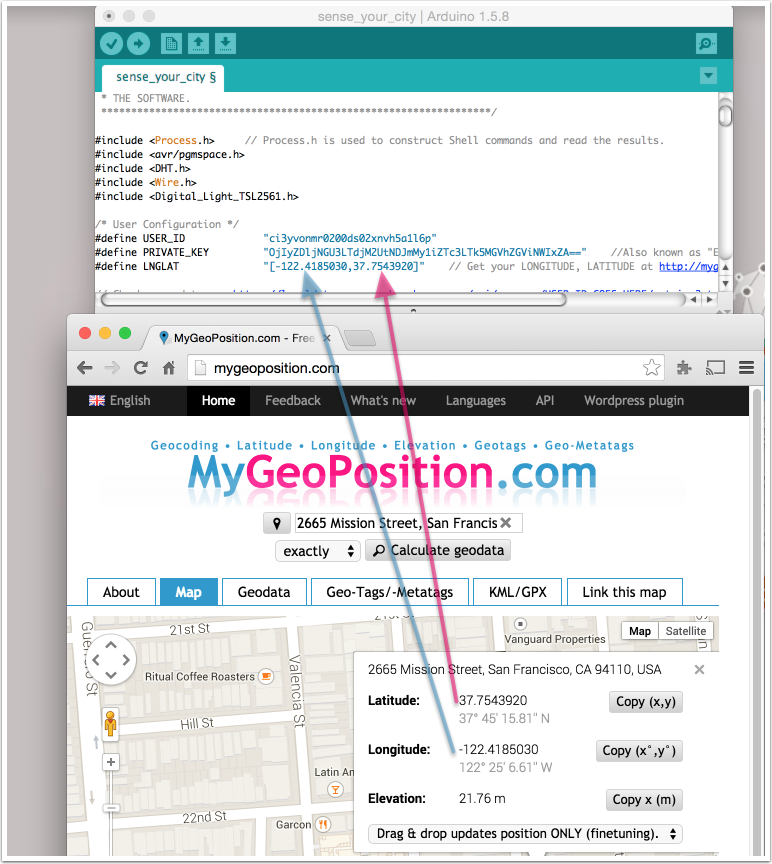 sense_your_city | Arduino 1.5.8
sense_your_city §
* THE SOFTWARE.
******************************************************************/
#include <Process.h> // Process.h is used to construct Shell commands and read the results.
#include <avr/pgmspace.h>
#include <DHT.h>
#include <Wire.h>
#include <Digital_Light_TSL2561.h>
/* User Configuration */
#define USER_ID "ci3yvonmr0200ds02xnvh5a1l6p"
#define PRIVATE_KEY "OjIyZDljNGU3LTdjM2UtNDJmMy1iZTc3LTk5MGVhZGViNWIxZA==" //Also known as "E
#define LNGLAT "[-122.4185030,37.7543920]" // Get your LONGITUDE, LATITUDE at http://myg
MyGeoPosition.com - Free
mygeoposition.com
English Home Feedback What's new Languages API Wordpress plugin
Geocoding • Latitude • Longitude • Elevation • Geotags • Geo-Metatags
MyGeoPosition.com
2665 Mission Street, San Francis
exactly Calculate geodata
About Map Geodata Geo-Tags/-Metatags KML/GPX Link this map
21st St
21st St
Guerrero St
Vanguard Properties
Map Satellite
Ritual Coffee Roasters
Valencia St
Hill St
2665 Mission Street, San Francisco, CA 94110, USA
Latitude: 37.7543920 Copy (x,y)
37° 45' 15.81" N
Longitude: -122.4185030 Copy (x°,y°)
122° 25' 6.61" W
Latin Am
Elevation: 21.76 m Copy x (m)
22nd St
Garcon
Drag & drop updates position ONLY (finetuning).